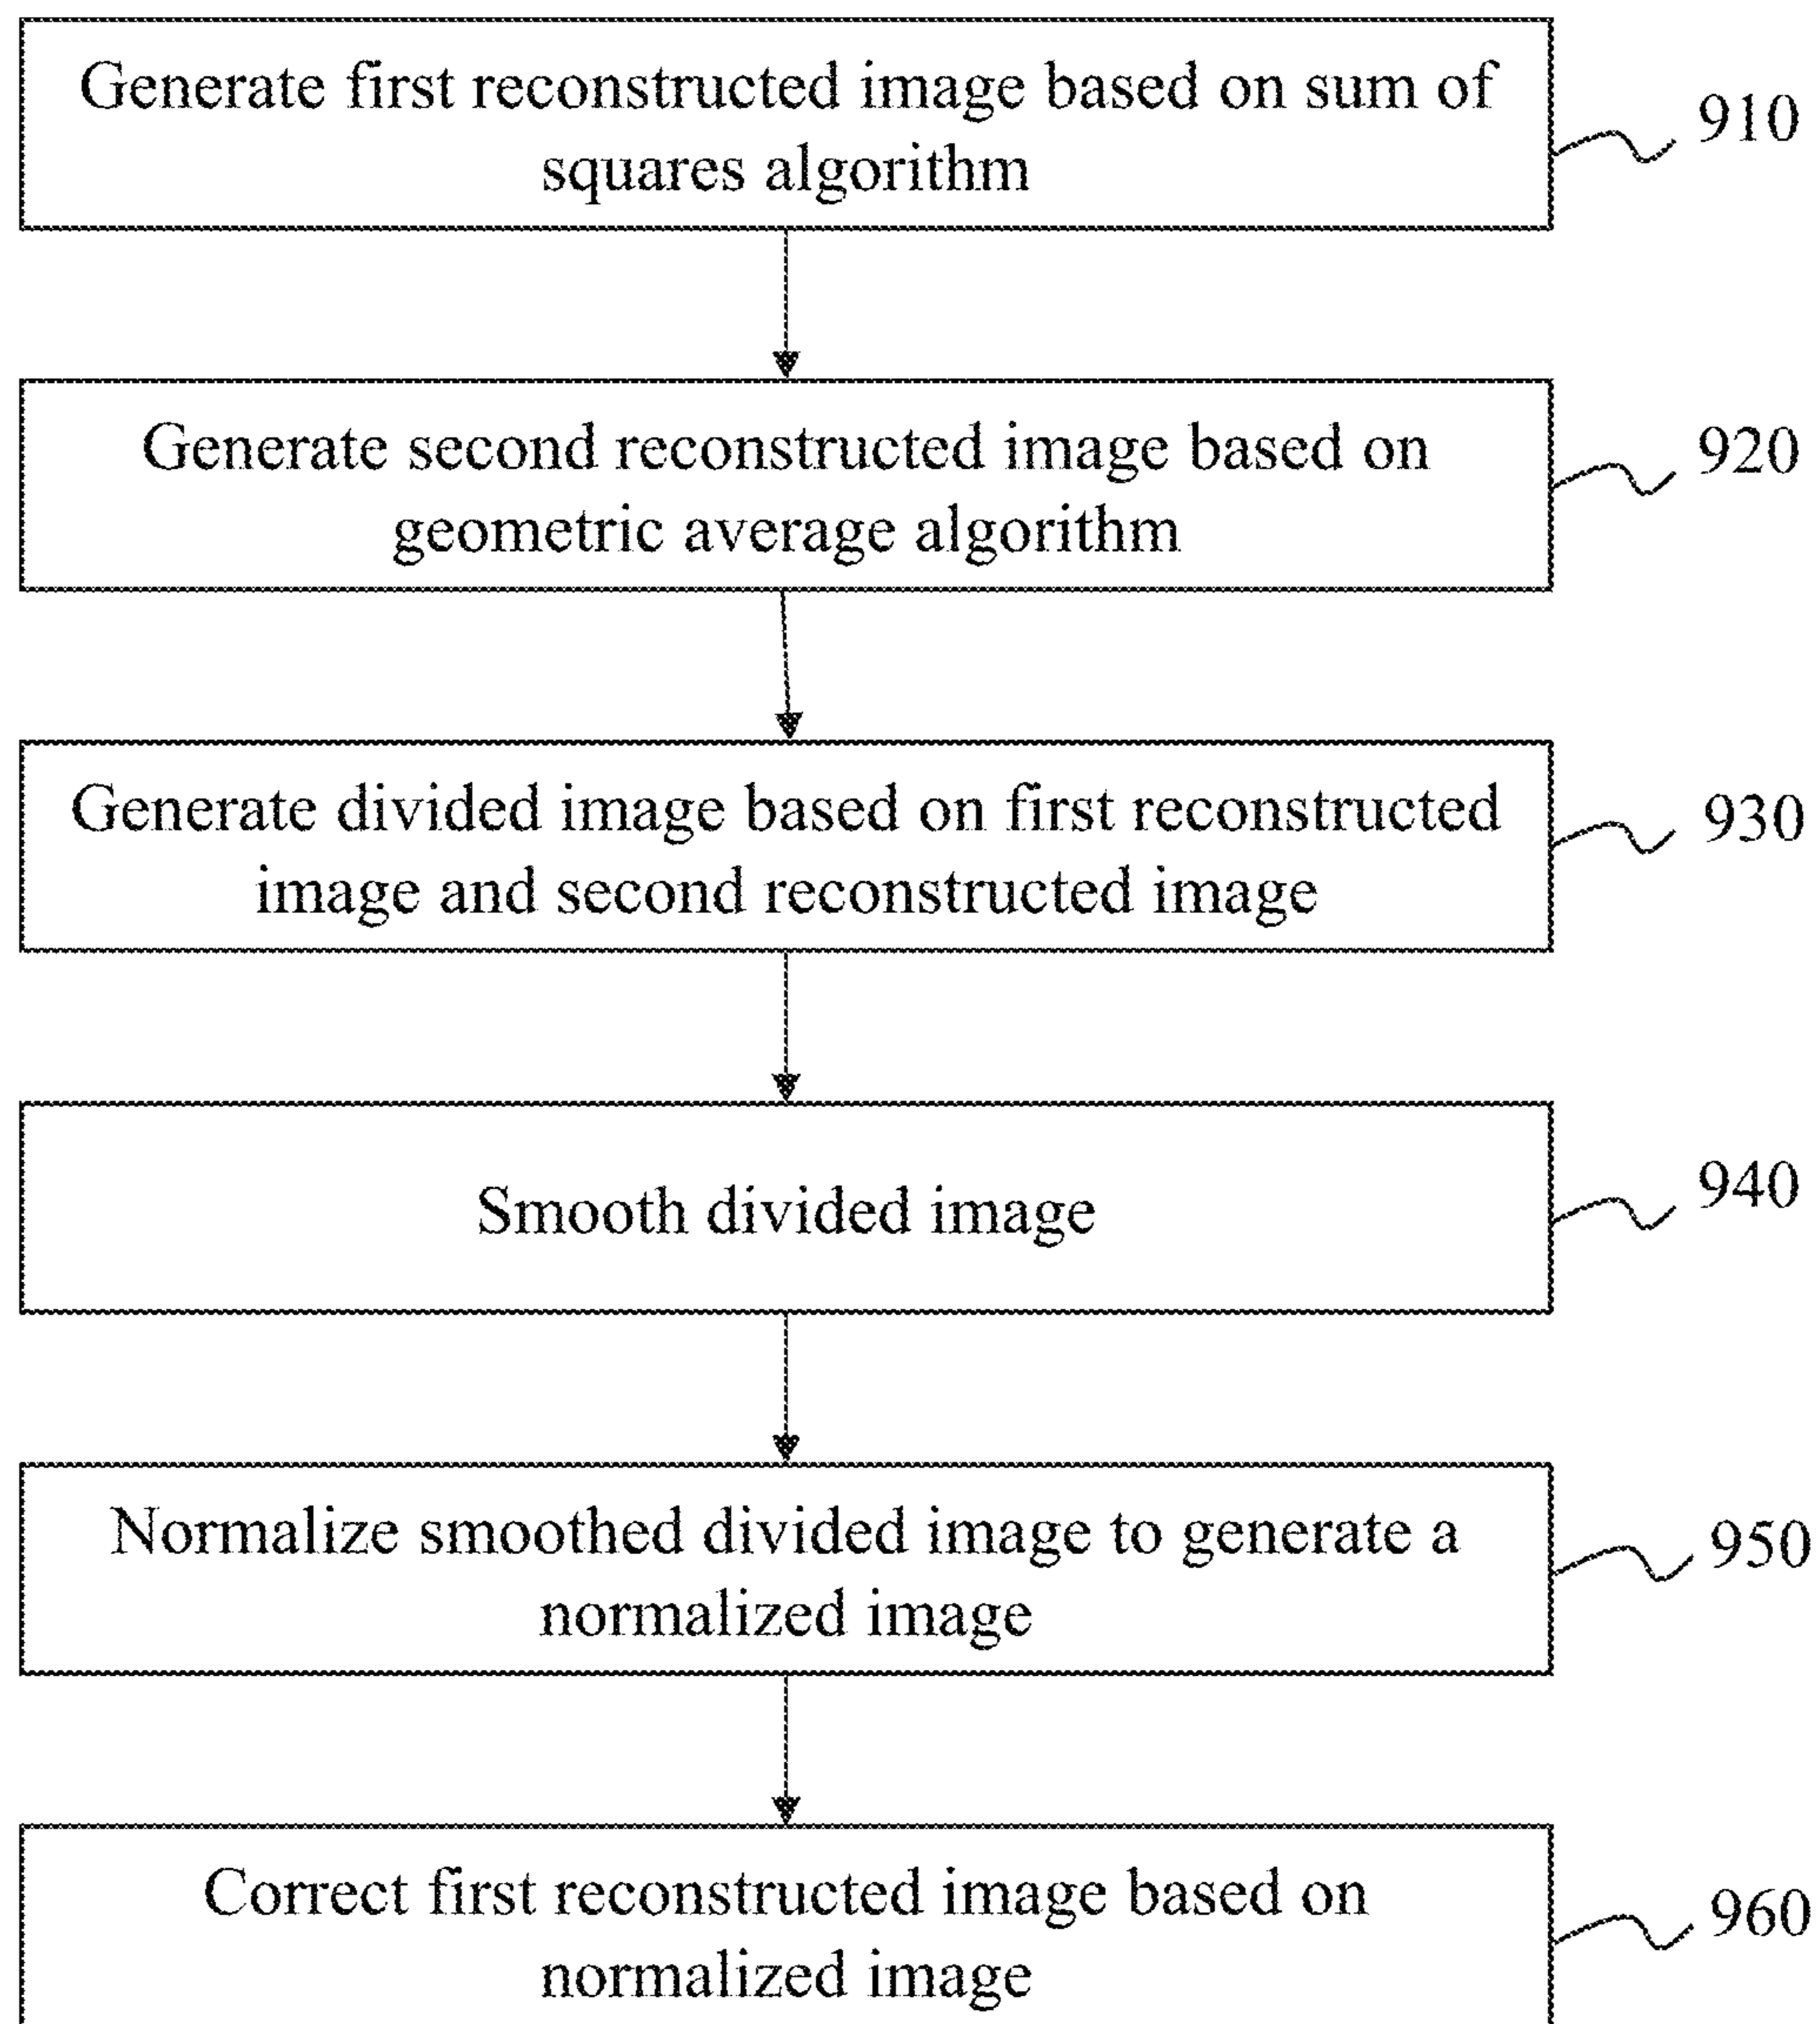 Generate first reconstructed image based on sum of
squares algorithm
910
Generate second reconstructed image based on
geometric average algorithm
920
Generate divided image based on first reconstructed
image and second reconstructed image
930
Smooth divided image
940
Normalize smoothed divided image to generate a
normalized image
950
Correct first reconstructed image based on
normalized image
960